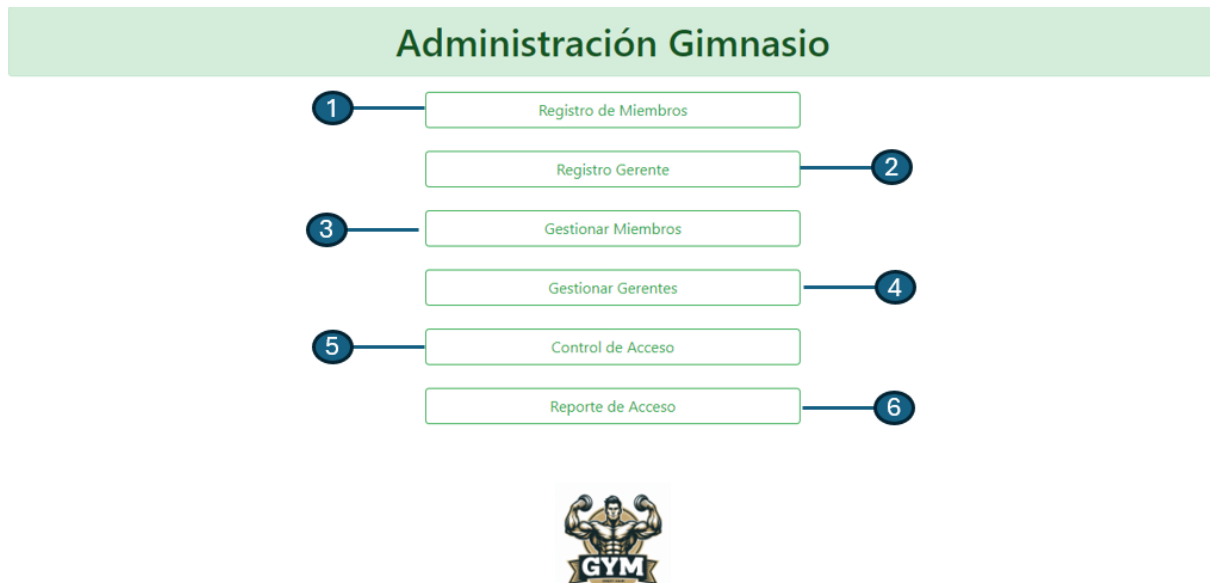 Administración Gimnasio
1 Registro de Miembros
Registro Gerente 2
3 Gestionar Miembros
Gestionar Gerentes 4
5 Control de Acceso
Reporte de Acceso 6
GYM